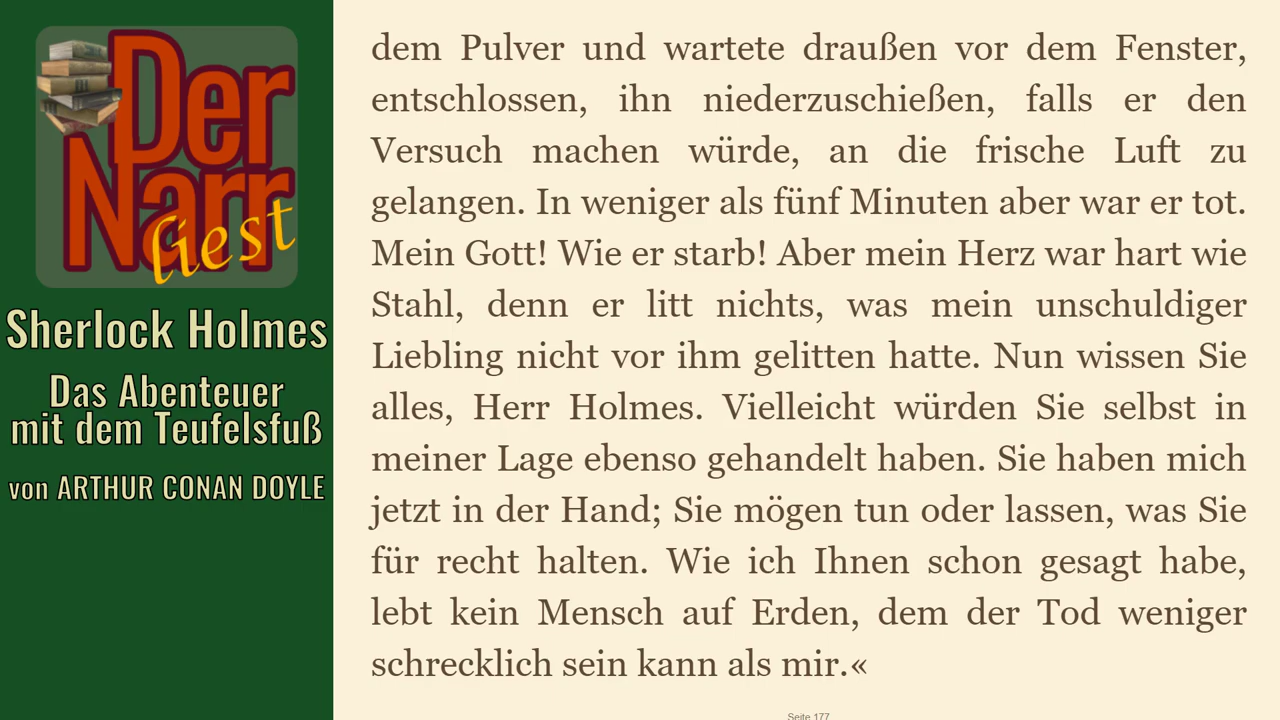 Der
Narr
liest
Sherlock Holmes
Das Abenteuer
mit dem Teufelsfuß
von ARTHUR CONAN DOYLE
dem Pulver und wartete draußen vor dem Fenster,
entschlossen, ihn niederzuschießen, falls er den
Versuch machen würde, an die frische Luft zu
gelangen. In weniger als fünf Minuten aber war er tot.
Mein Gott! Wie er starb! Aber mein Herz war hart wie
Stahl, denn er litt nichts, was mein unschuldiger
Liebling nicht vor ihm gelitten hatte. Nun wissen Sie
alles, Herr Holmes. Vielleicht würden Sie selbst in
meiner Lage ebenso gehandelt haben. Sie haben mich
jetzt in der Hand; Sie mögen tun oder lassen, was Sie
für recht halten. Wie ich Ihnen schon gesagt habe,
lebt kein Mensch auf Erden, dem der Tod weniger
schrecklich sein kann als mir.«
Seite 177